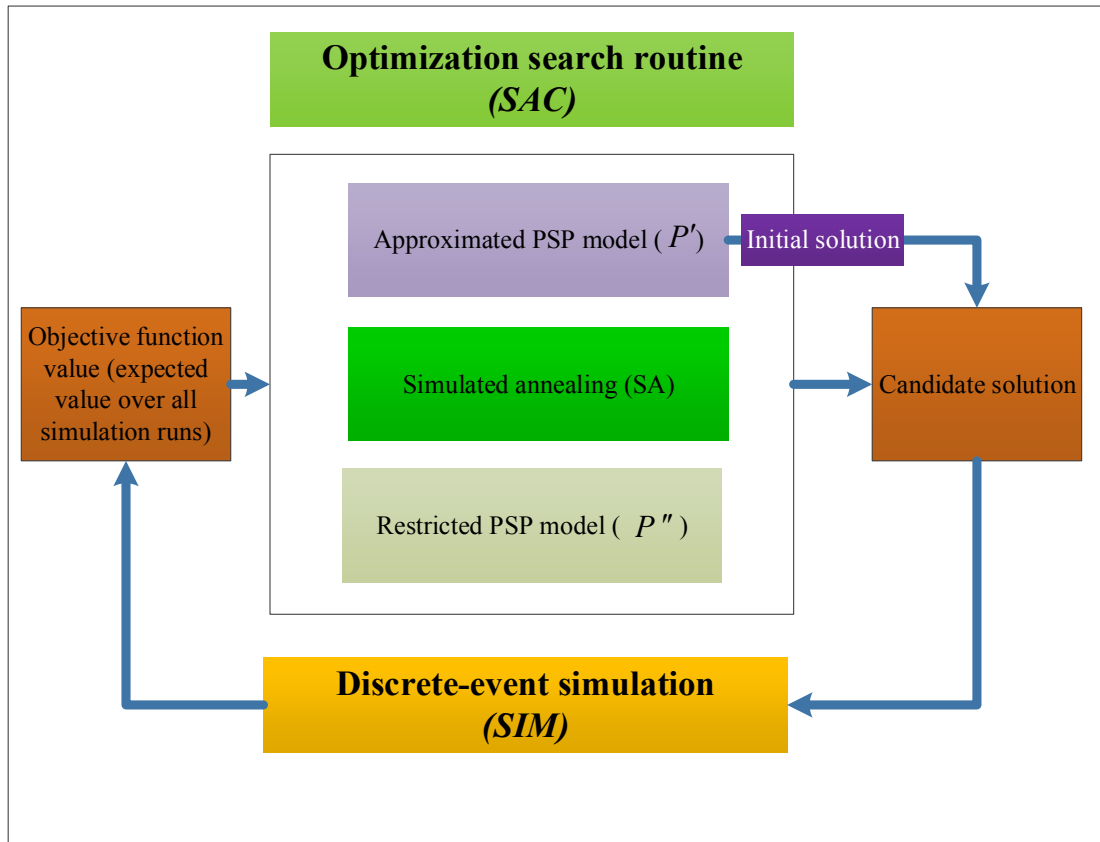 Optimization search routine
(SAC)
Approximated PSP model ( P′)
Initial solution
Objective function
value (expected
value over all
simulation runs)
Simulated annealing (SA)
Candidate solution
Restricted PSP model ( P″ )
Discrete-event simulation
(SIM)